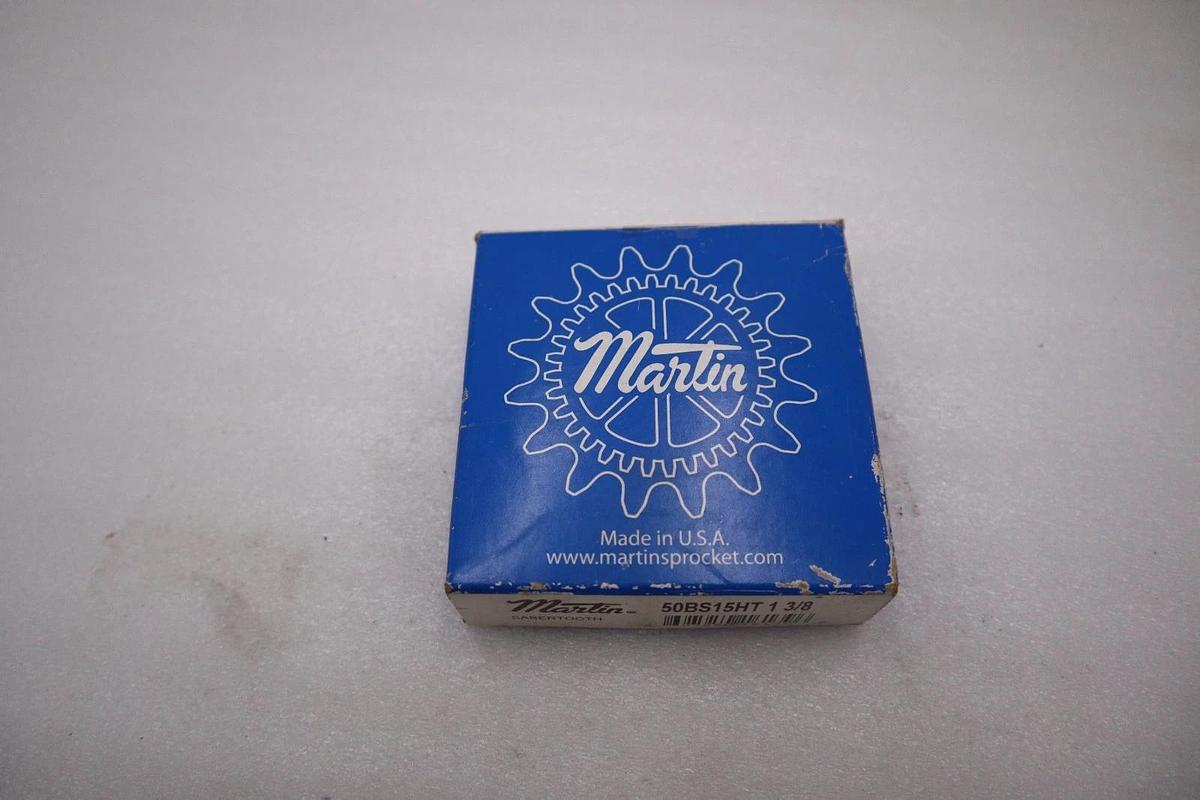 Martin
Made in U.S.A.
www.martinsprocket.com
Martin
50BS15HT 1 3/8
SABERTOOTH